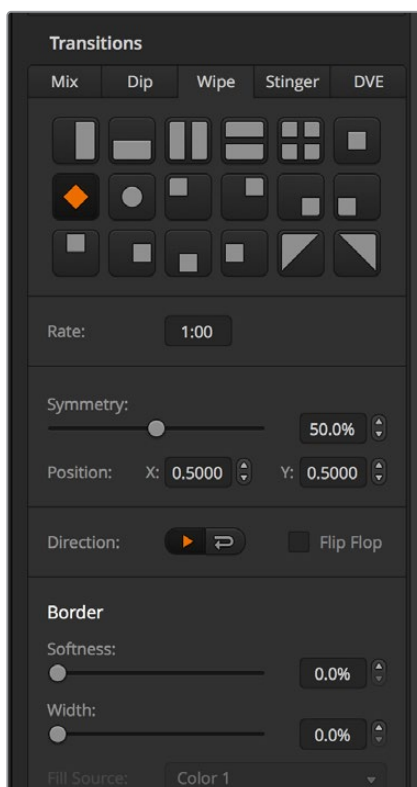 Transitions
Mix Dip Wipe Stinger DVE
Rate: 1:00
Symmetry:
50.0%
Position: X: 0.5000 Y: 0.5000
Direction: Flip Flop
Border
Softness:
0.0%
Width:
0.0%
Fill Source: Color 1